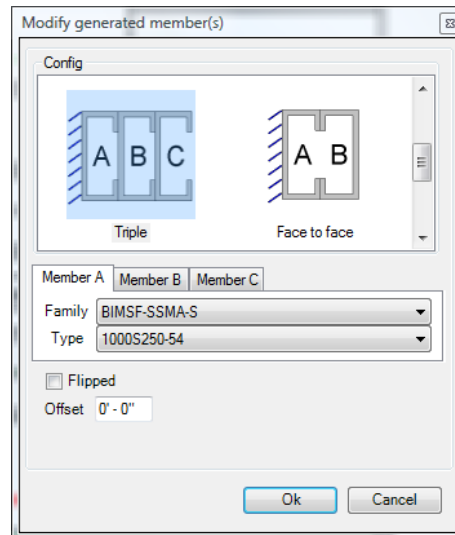 Modify generated member(s)
Config
A B C
A B
Triple
Face to face
Member A Member B Member C
Family BIMSF-SSMA-S
Type 1000S250-54
Flipped
Offset 0' - 0"
Ok Cancel